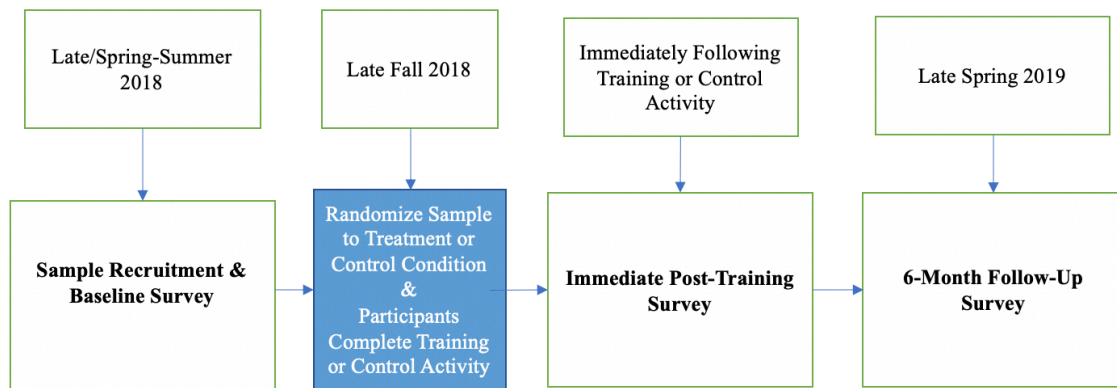 Late/Spring-Summer
2018
Late Fall 2018
Immediately Following
Training or Control
Activity
Late Spring 2019
Sample Recruitment &
Baseline Survey
Randomize Sample
to Treatment or
Control Condition
&
Participants
Complete Training
or Control Activity
Immediate Post-Training
Survey
6-Month Follow-Up
Survey